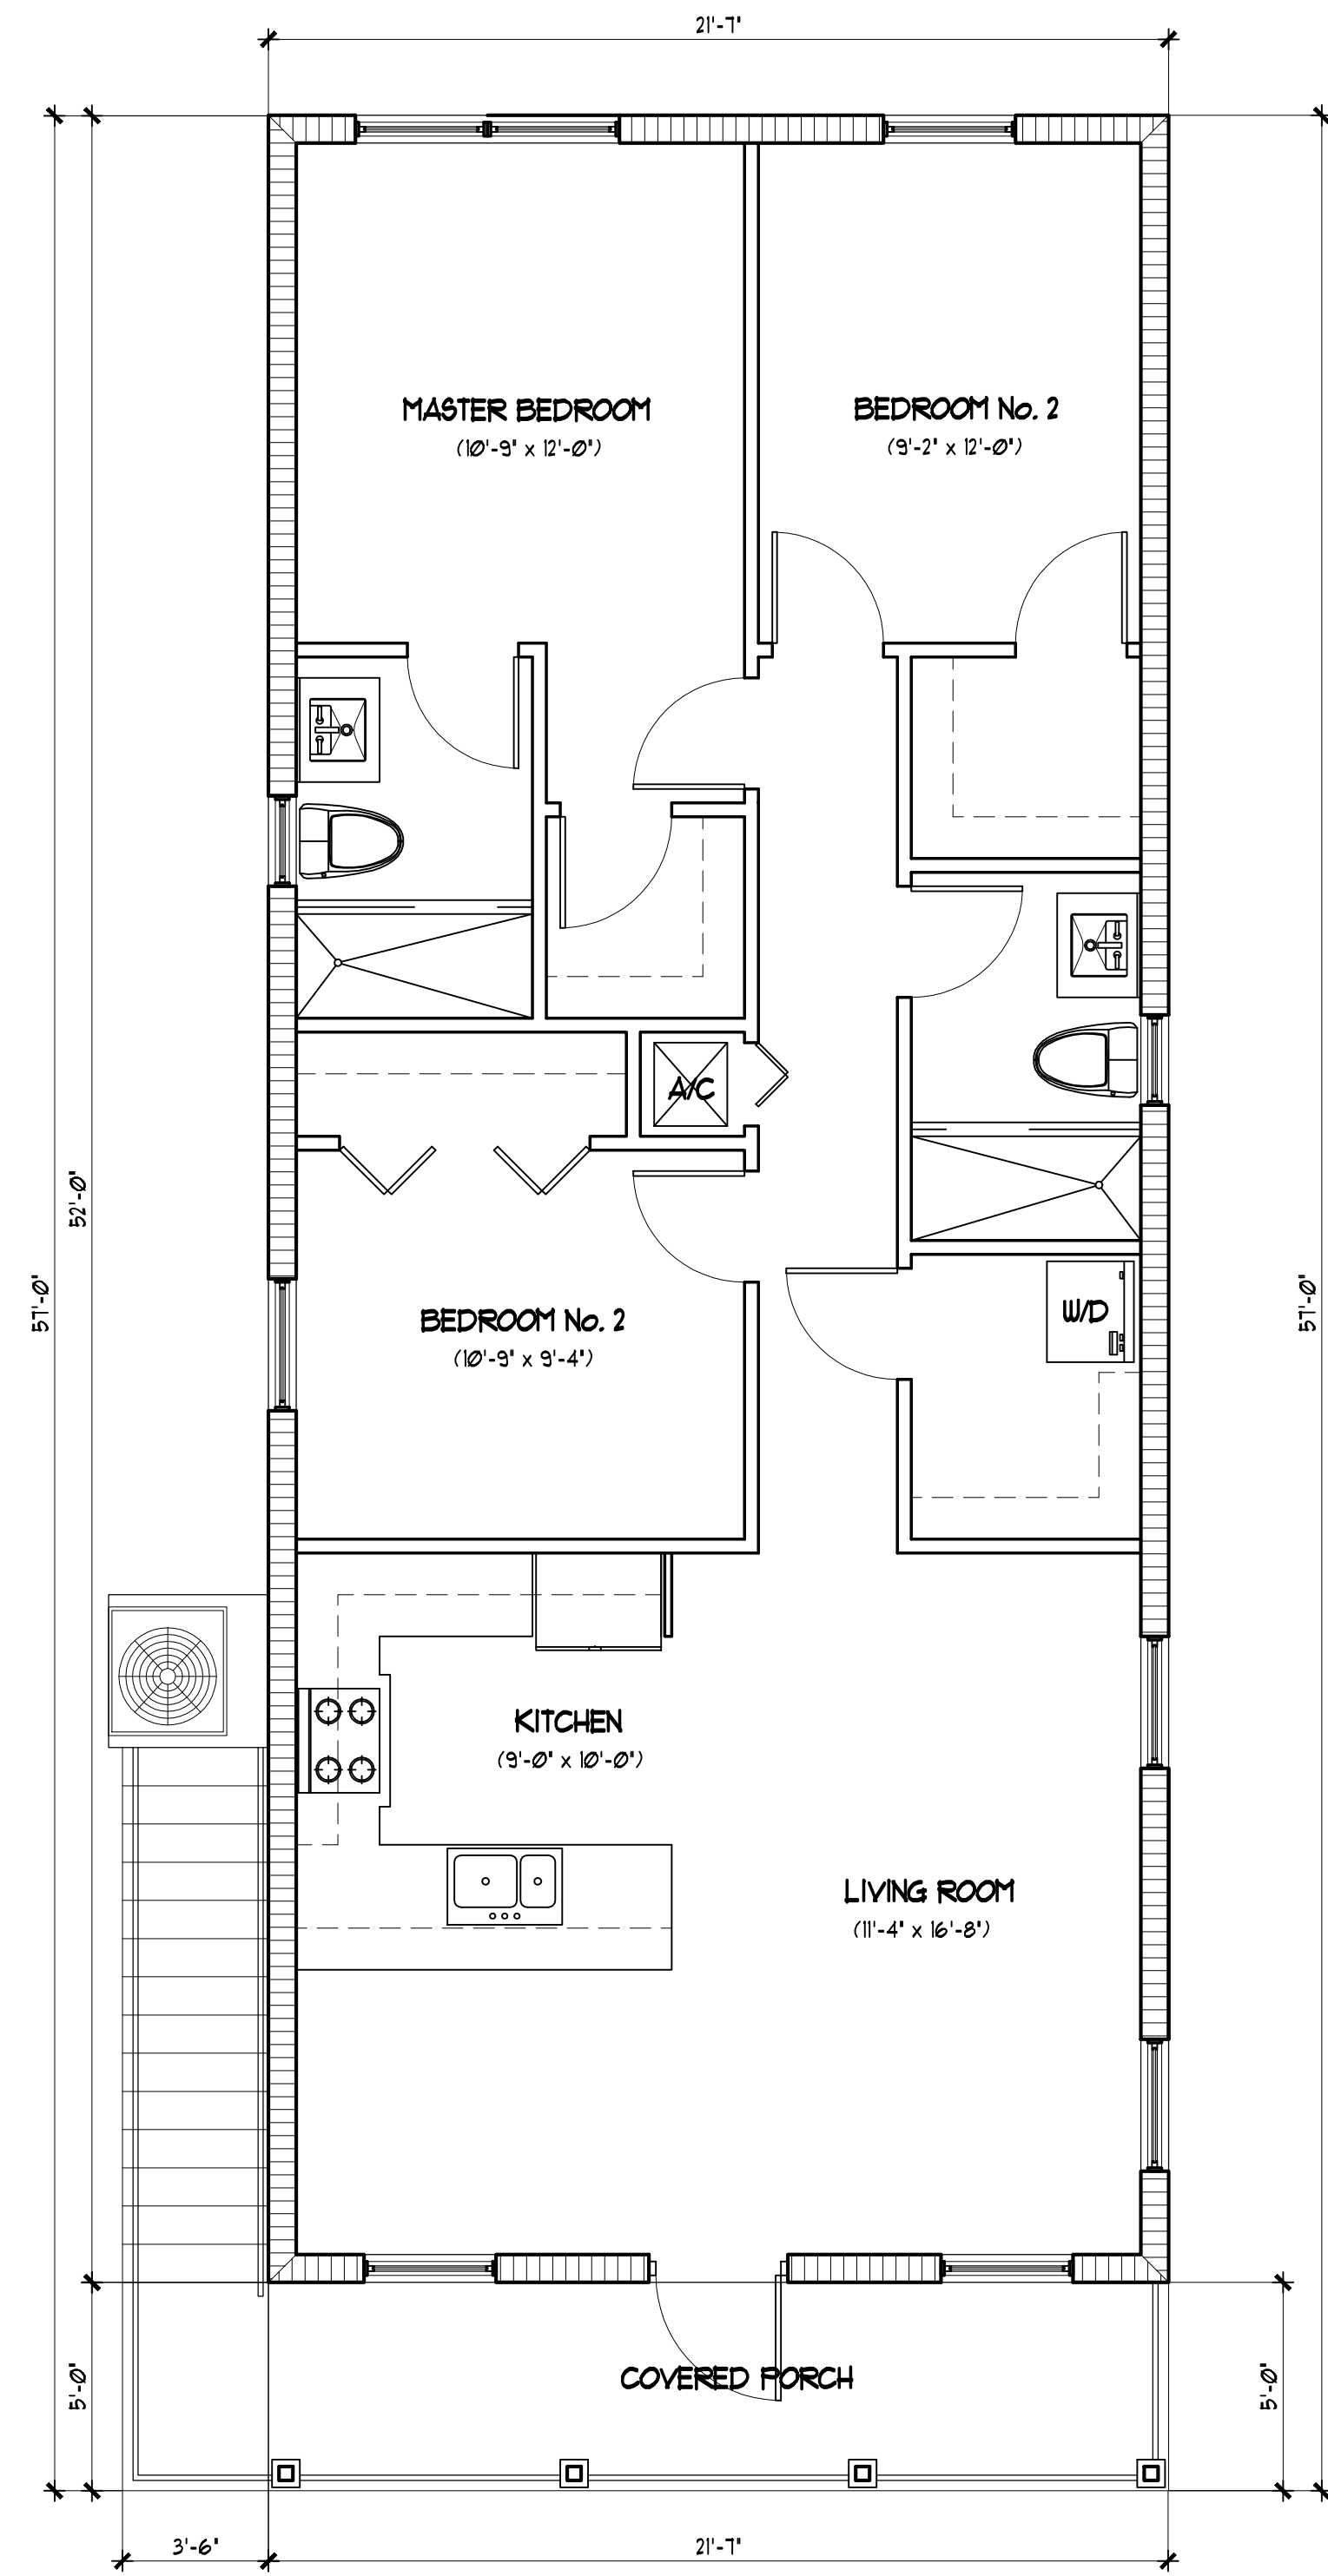 21'-7"
MASTER BEDROOM
(10'-9" x 12'-0")
BEDROOM No. 2
(9'-2" x 12'-0")
A/C
52'-0"
57'-0"
57'-0"
BEDROOM No. 2
(10'-9" x 9'-4")
W/D
KITCHEN
(9'-0" x 10'-0")
LIVING ROOM
(11'-4" x 16'-8")
COVERED PORCH
5'-0"
5'-0"
3'-6"
21'-7"